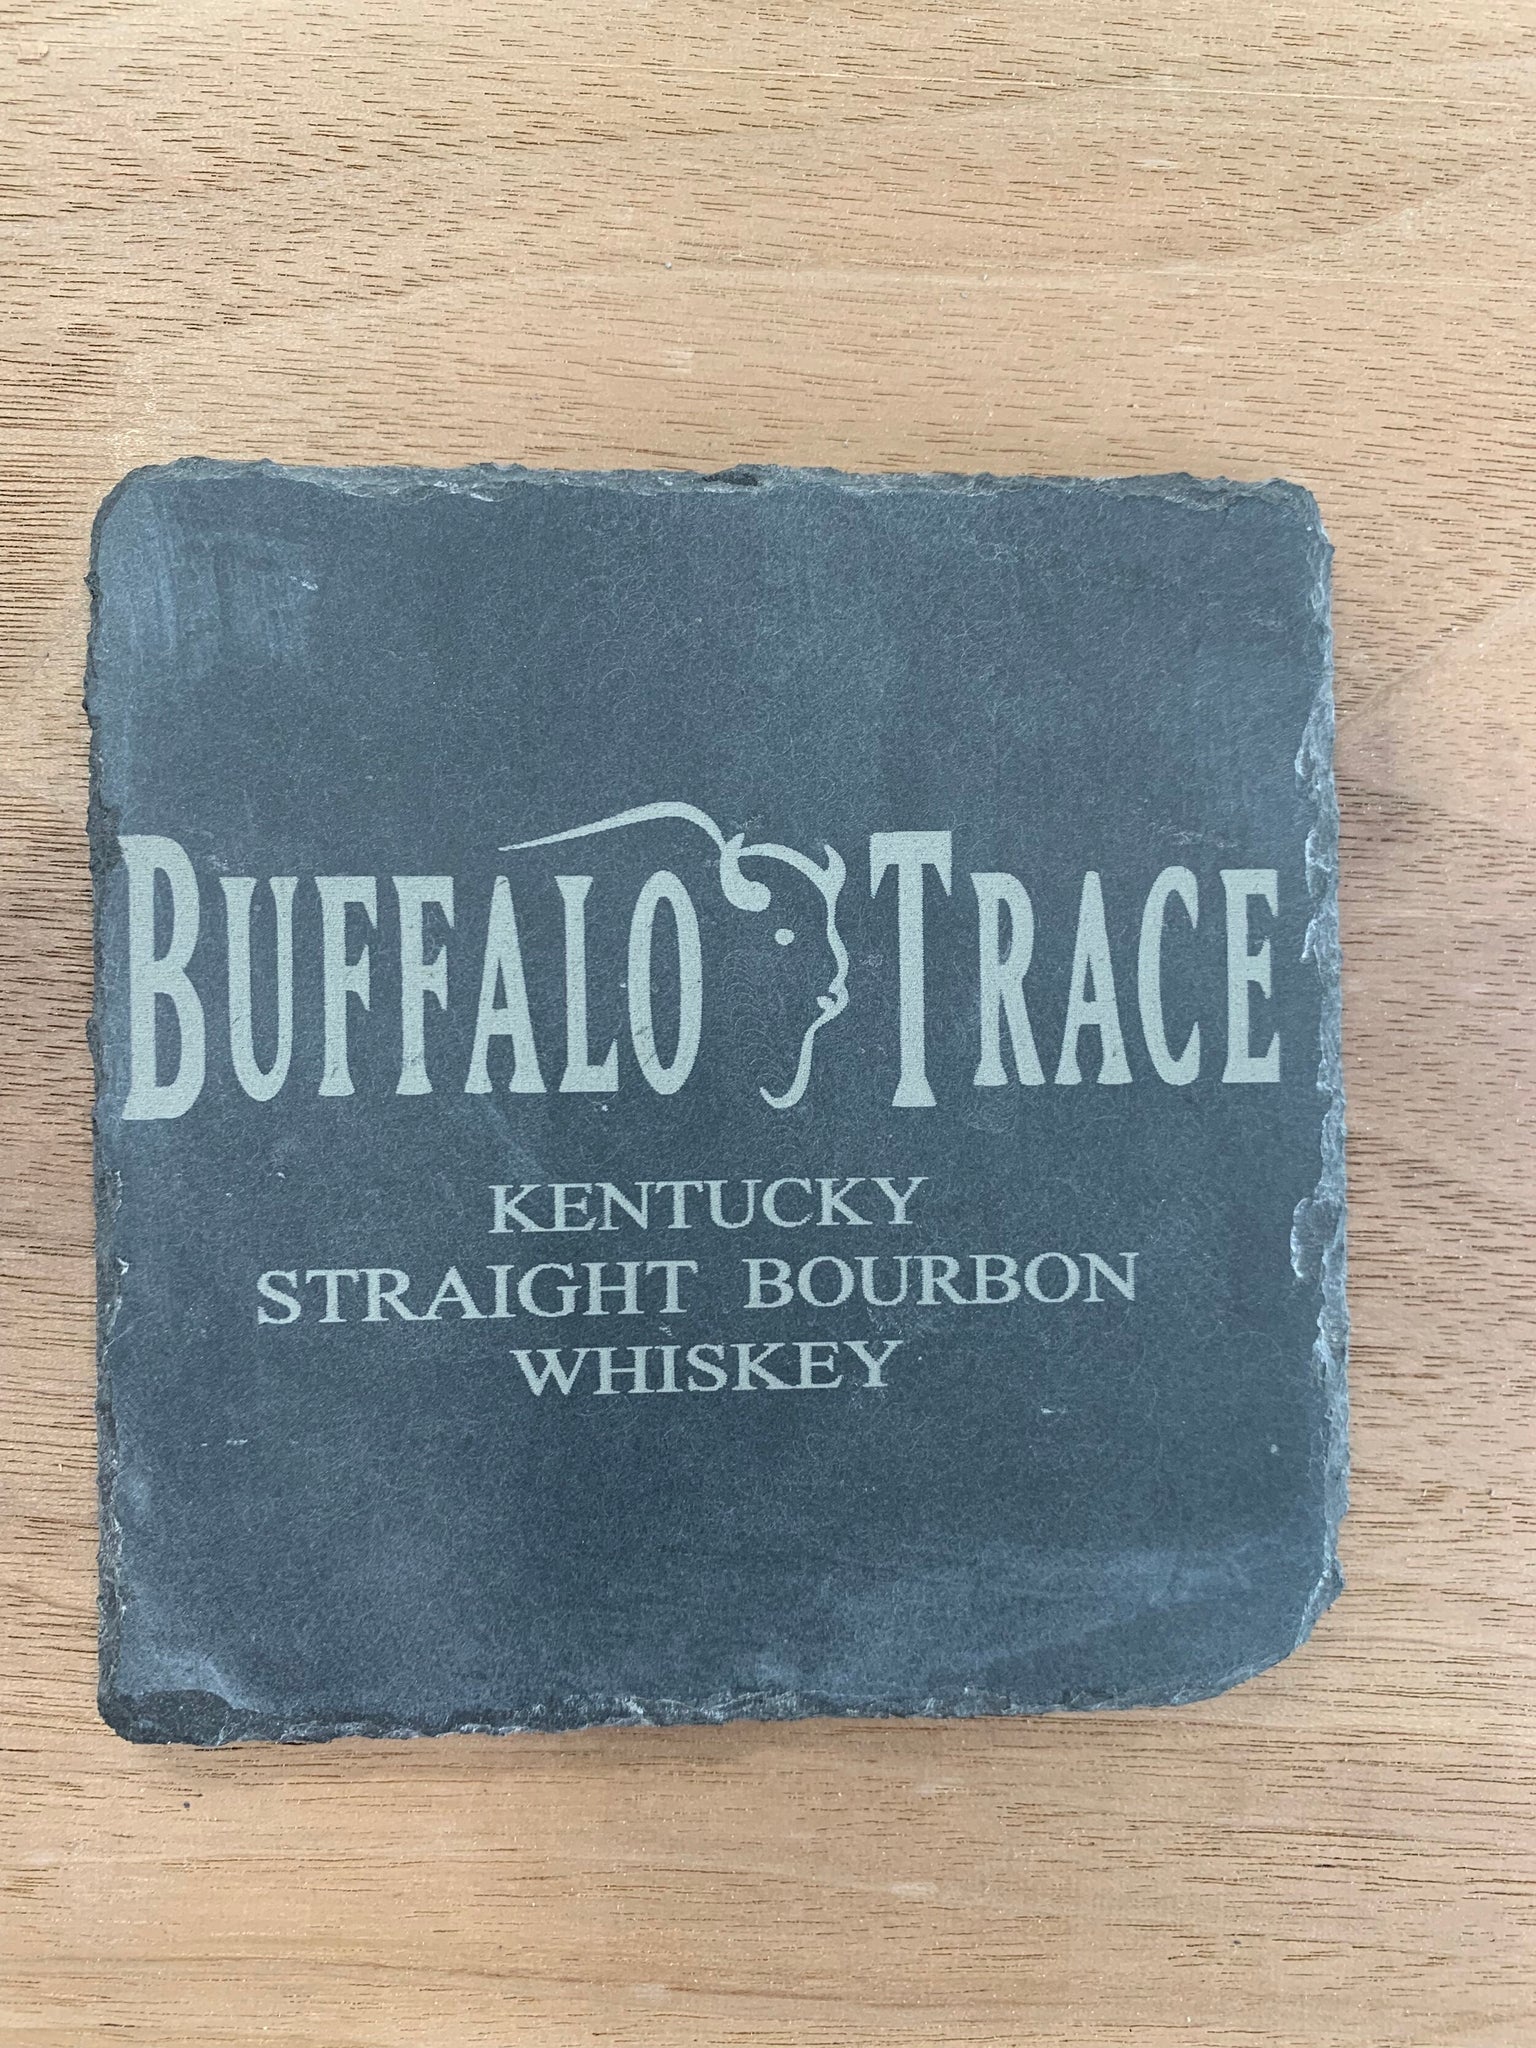 BUFFALO TRACE
KENTUCKY
STRAIGHT BOURBON
WHISKEY